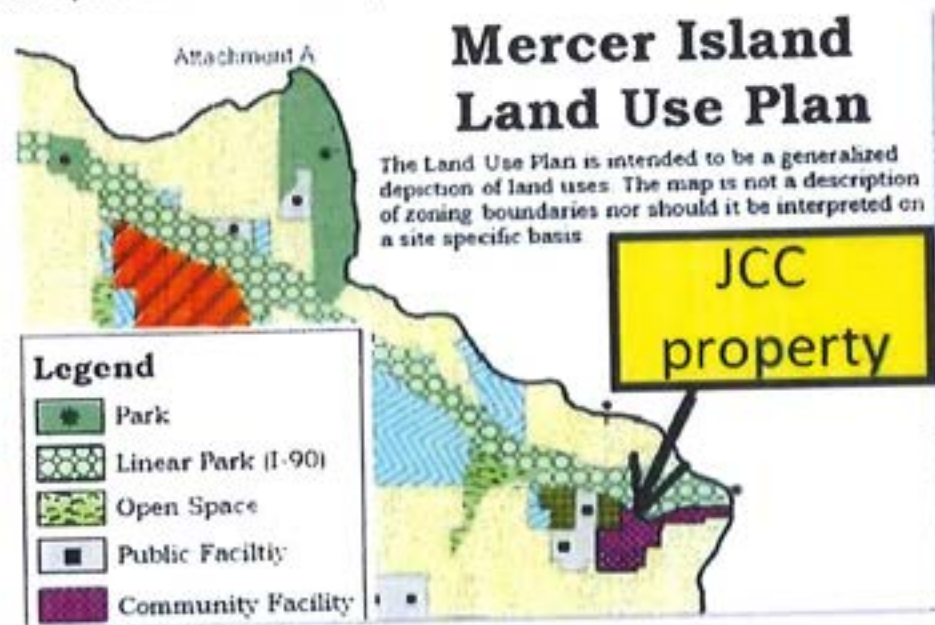 Attachment A
Mercer Island
Land Use Plan
The Land Use Plan is intended to be a generalized
depiction of land uses. The map is not a description
of zoning boundaries nor should it be interpreted on
a site specific basis
JCC
property
Legend
Park
Linear Park (I-90)
Open Space
Public Faciltiy
Community Facility